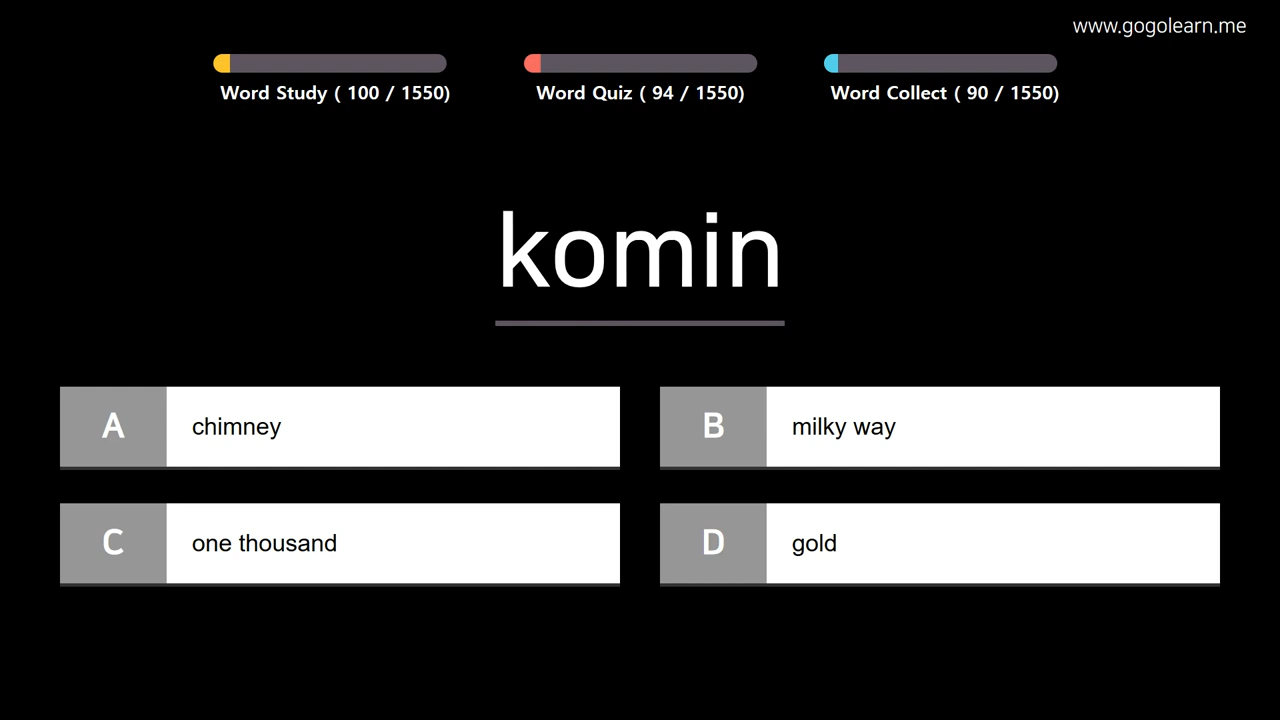 www.gogolearn.me
Word Study ( 100 / 1550)
Word Quiz ( 94 / 1550)
Word Collect ( 90 / 1550)
komin
A chimney
B milky way
C one thousand
D gold